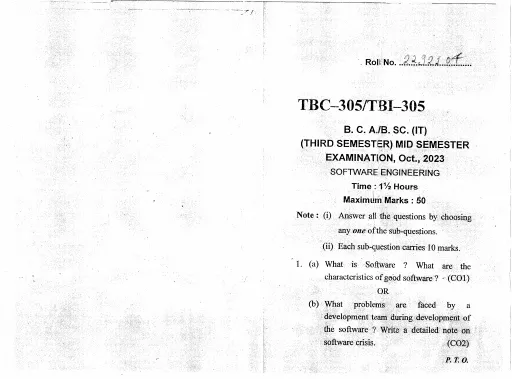 Roll No.
TBC–305/TBI–305
B. C. A./B. SC. (IT)
(THIRD SEMESTER) MID SEMESTER
EXAMINATION, Oct., 2023
SOFTWARE ENGINEERING
Time : 1½ Hours
Maximum Marks : 50
Note : (i) Answer all the questions by choosing
any one of the sub-questions.
(ii) Each sub-question carries 10 marks.
1. (a) What is Software ? What are the
characteristics of good software ? (CO1)
OR
(b) What problems are faced by a
development team during development of
the software ? Write a detailed note on
software crisis. (CO2)
P. T. O.